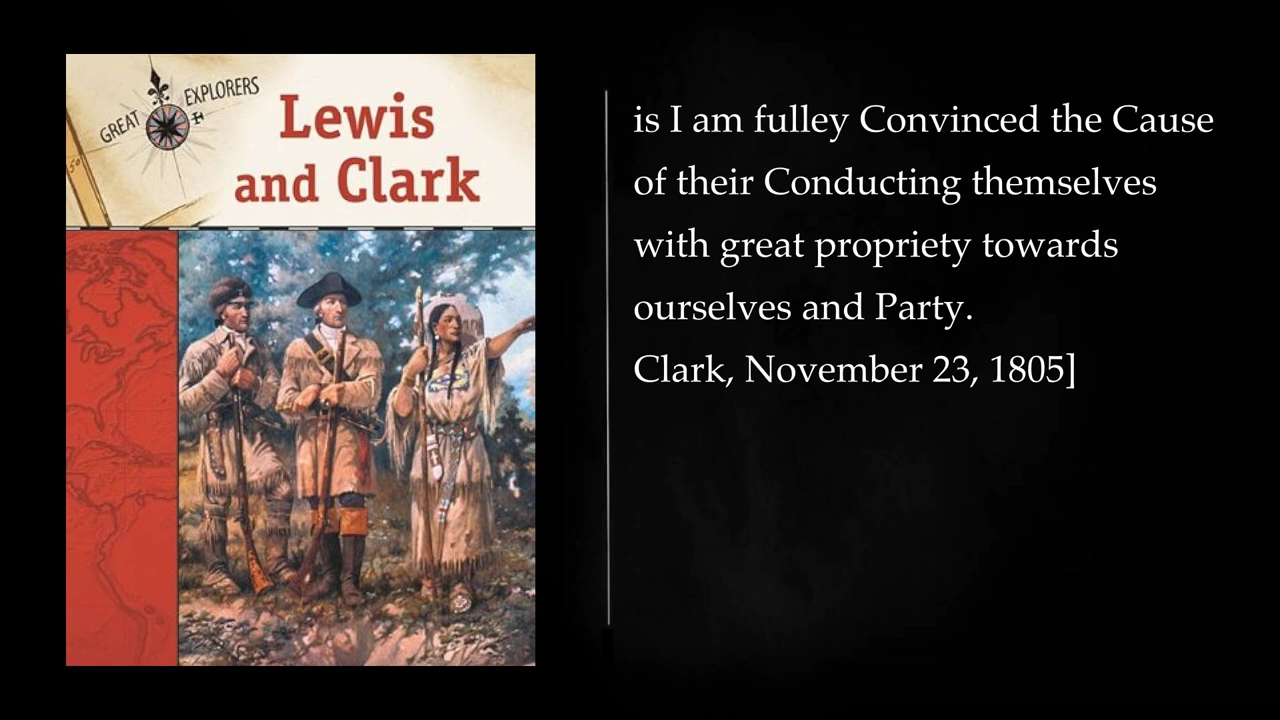 GREAT EXPLORERS
Lewis
and Clark
50
is I am fulley Convinced the Cause
of their Conducting themselves
with great propriety towards
ourselves and Party.
Clark, November 23, 1805]